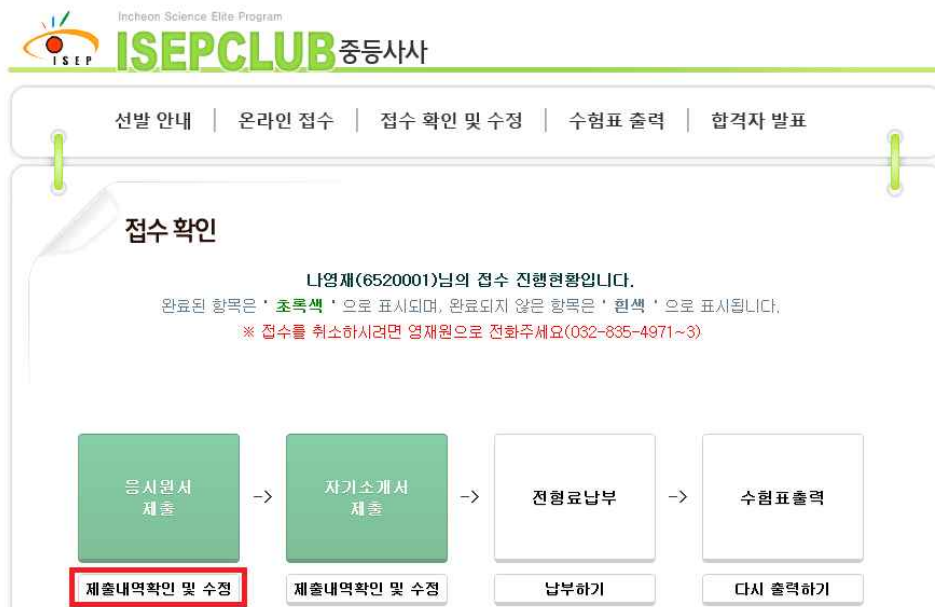 Incheon Science Elite Program
ISEP
ISEPCLUB 중등사사
선발 안내 | 온라인 접수 | 접수 확인 및 수정 | 수험표 출력 | 합격자 발표
접수 확인
나영재(6520001)님의 접수 진행현황입니다.
완료된 항목은 ' 초록색 ' 으로 표시되며, 완료되지 않은 항목은 ' 흰색 ' 으로 표시됩니다.
※ 접수를 취소하시려면 영재원으로 전화주세요(032-835-4971~3)
응시원서
제출
->
자기소개서
제출
->
전형료납부
->
수험표출력
제출내역확인 및 수정
제출내역확인 및 수정
납부하기
다시 출력하기